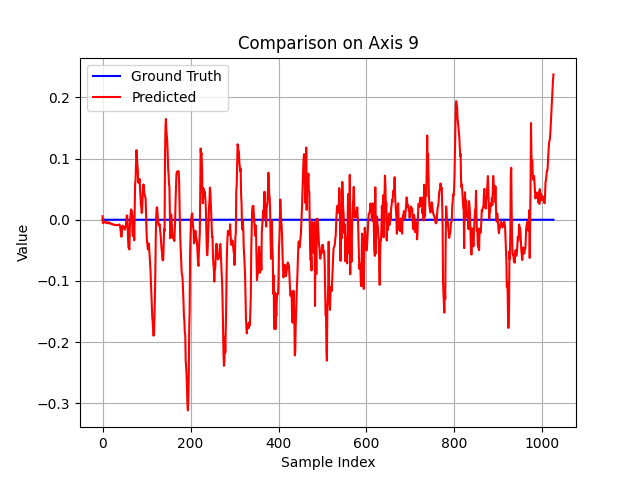 Comparison on Axis 9
Ground Truth
Predicted
0.2
0.1
0.0
−0.1
−0.2
−0.3
Value
0
200
400
600
800
1000
Sample Index